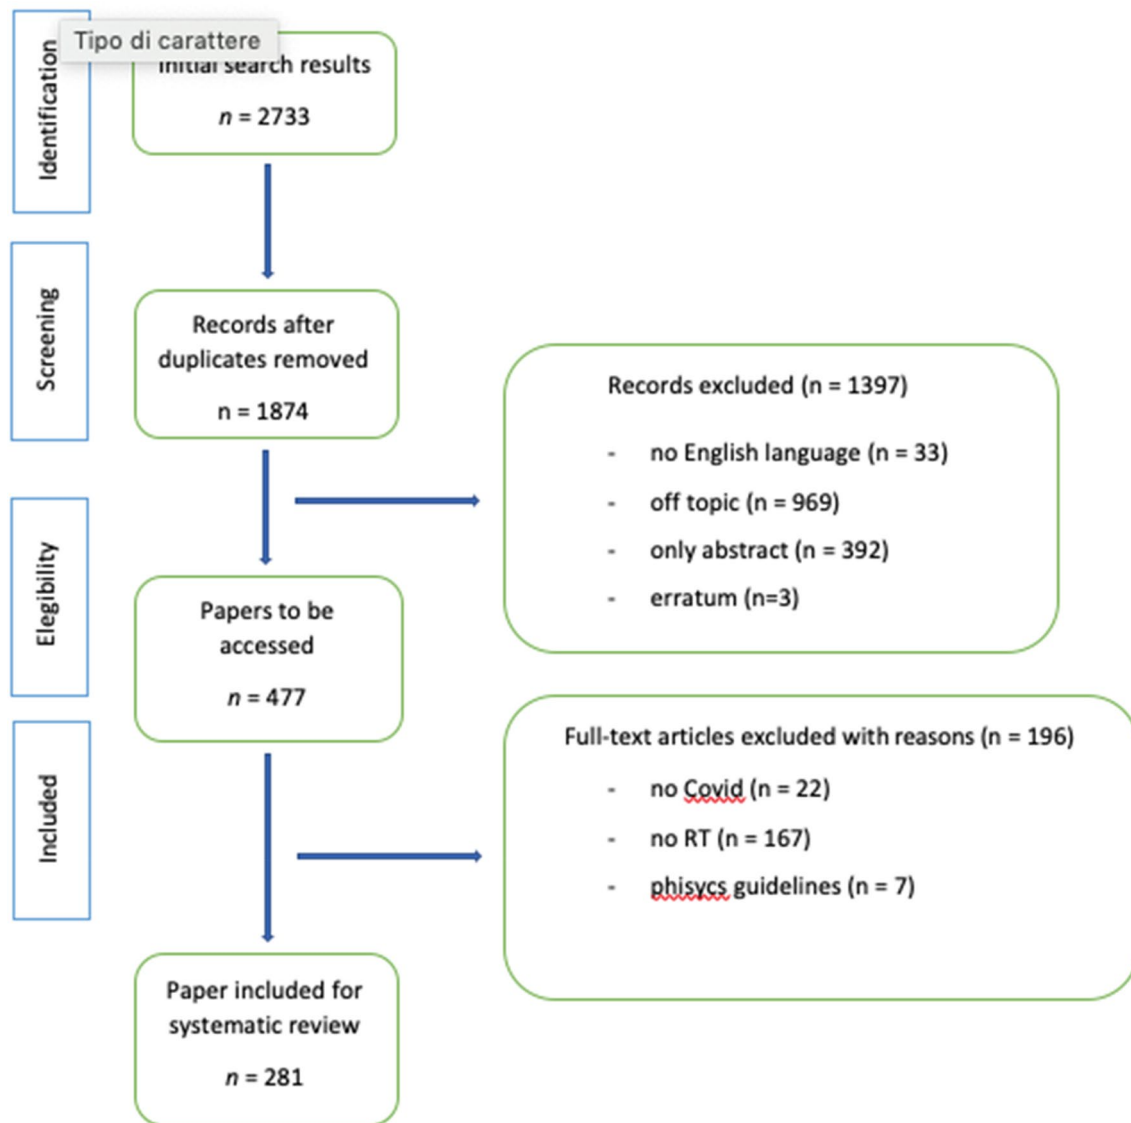 Identification
Tipo di carattere
Initial search results
n = 2733
Screening
Records after
duplicates removed
n = 1874
Records excluded (n = 1397)
- no English language (n = 33)
- off topic (n = 969)
- only abstract (n = 392)
- erratum (n=3)
Elegibility
Papers to be
accessed
n = 477
Included
Full-text articles excluded with reasons (n = 196)
- no Covid (n = 22)
- no RT (n = 167)
- phisycs guidelines (n = 7)
Paper included for
systematic review
n = 281